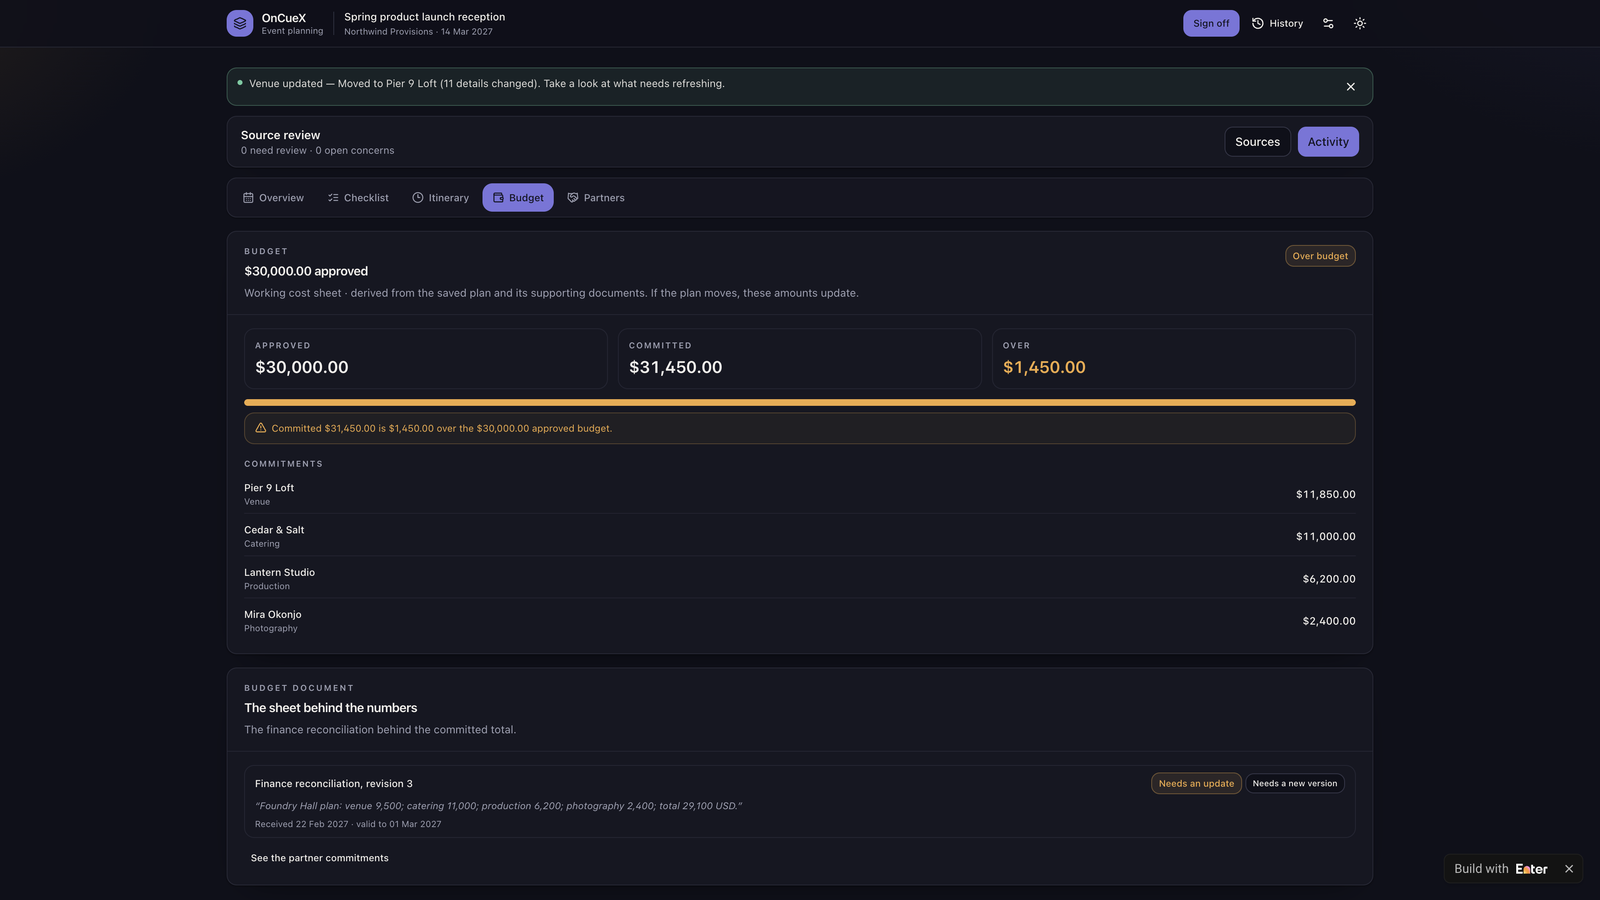 OnCueX
Event planning
Spring product launch reception
Northwind Provisions · 14 Mar 2027
Sign off
History
Venue updated — Moved to Pier 9 Loft (11 details changed). Take a look at what needs refreshing.
Source review
0 need review · 0 open concerns
Sources
Activity
Overview
Checklist
Itinerary
Budget
Partners
BUDGET
$30,000.00 approved
Working cost sheet · derived from the saved plan and its supporting documents. If the plan moves, these amounts update.
Over budget
APPROVED
$30,000.00
COMMITTED
$31,450.00
OVER
$1,450.00
Committed $31,450.00 is $1,450.00 over the $30,000.00 approved budget.
COMMITMENTS
Pier 9 Loft
Venue
$11,850.00
Cedar & Salt
Catering
$11,000.00
Lantern Studio
Production
$6,200.00
Mira Okonjo
Photography
$2,400.00
BUDGET DOCUMENT
The sheet behind the numbers
The finance reconciliation behind the committed total.
Finance reconciliation, revision 3
Needs an update
Needs a new version
“Foundry Hall plan: venue 9,500; catering 11,000; production 6,200; photography 2,400; total 29,100 USD.”
Received 22 Feb 2027 · valid to 01 Mar 2027
See the partner commitments
Build with Enter